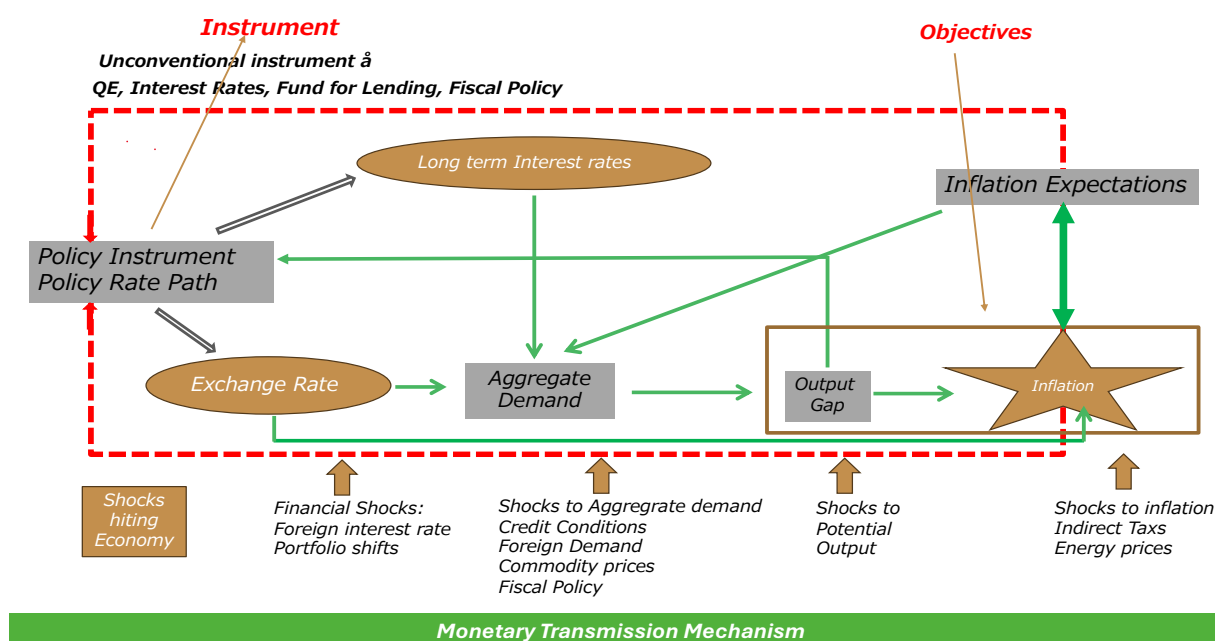 Instrument
Objectives
Unconventional instrument å
QE, Interest Rates, Fund for Lending, Fiscal Policy
Long term Interest rates
Inflation Expectations
Policy Instrument
Policy Rate Path
Exchange Rate
Aggregate
Demand
Output
Gap
Inflation
Shocks
hiting
Economy
Financial Shocks:
Foreign interest rate
Portfolio shifts
Shocks to Aggregrate demand
Credit Conditions
Foreign Demand
Commodity prices
Fiscal Policy
Shocks to
Potential
Output
Shocks to inflation
Indirect Taxs
Energy prices
Monetary Transmission Mechanism